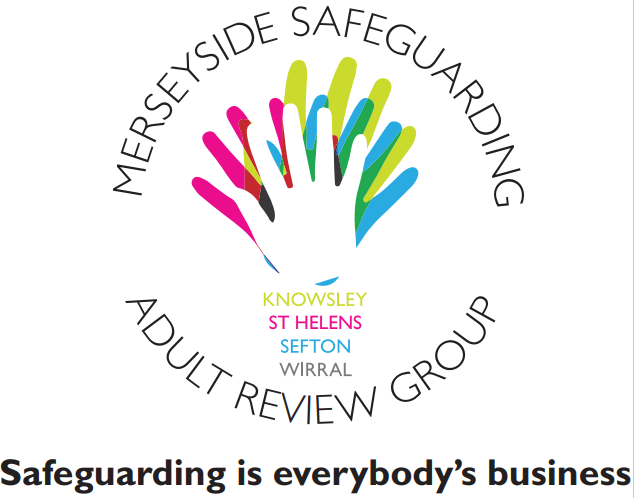 MERSEYSIDE SAFEGUARDING
KNOWSLEY
ST HELENS
SEFTON
WIRRAL
ADULT REVIEW GROUP
Safeguarding is everybody’s business